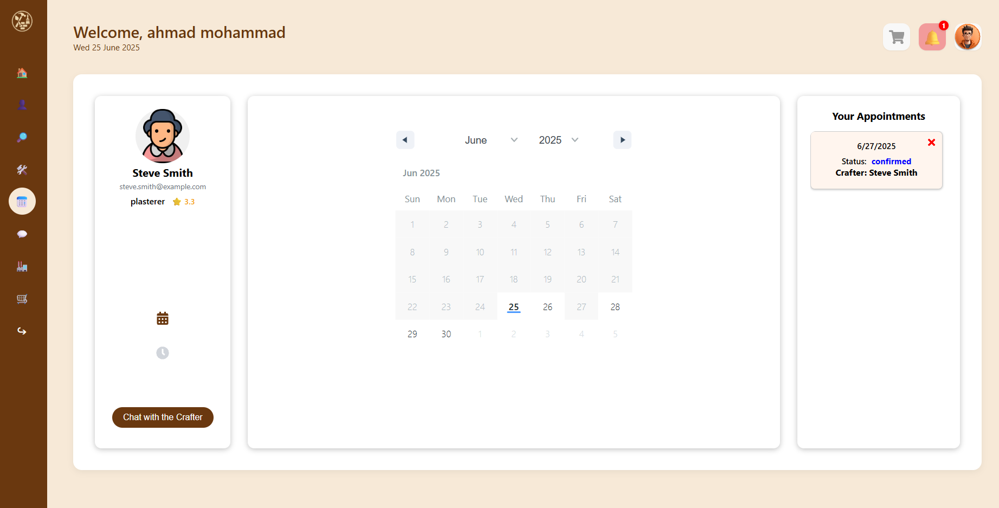 Welcome, ahmad mohammad
Wed 25 June 2025
1
Steve Smith
steve.smith@example.com
plasterer 3.3
Chat with the Crafter
June 2025
Jun 2025
Sun Mon Tue Wed Thu Fri Sat
1 2 3 4 5 6 7
8 9 10 11 12 13 14
15 16 17 18 19 20 21
22 23 24 25 26 27 28
29 30 1 2 3 4 5
Your Appointments
6/27/2025
Status: confirmed
Crafter: Steve Smith